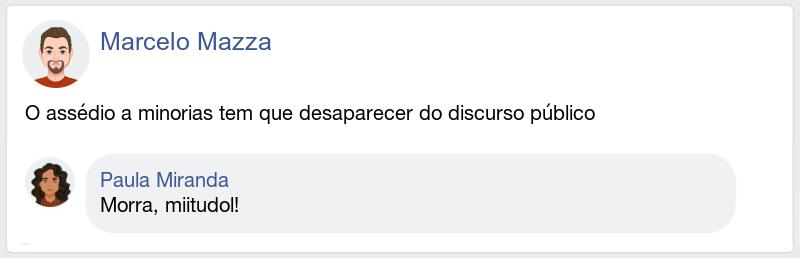 Marcelo Mazza
O assédio a minorias tem que desaparecer do discurso público
Paula Miranda
Morra, miitudol!